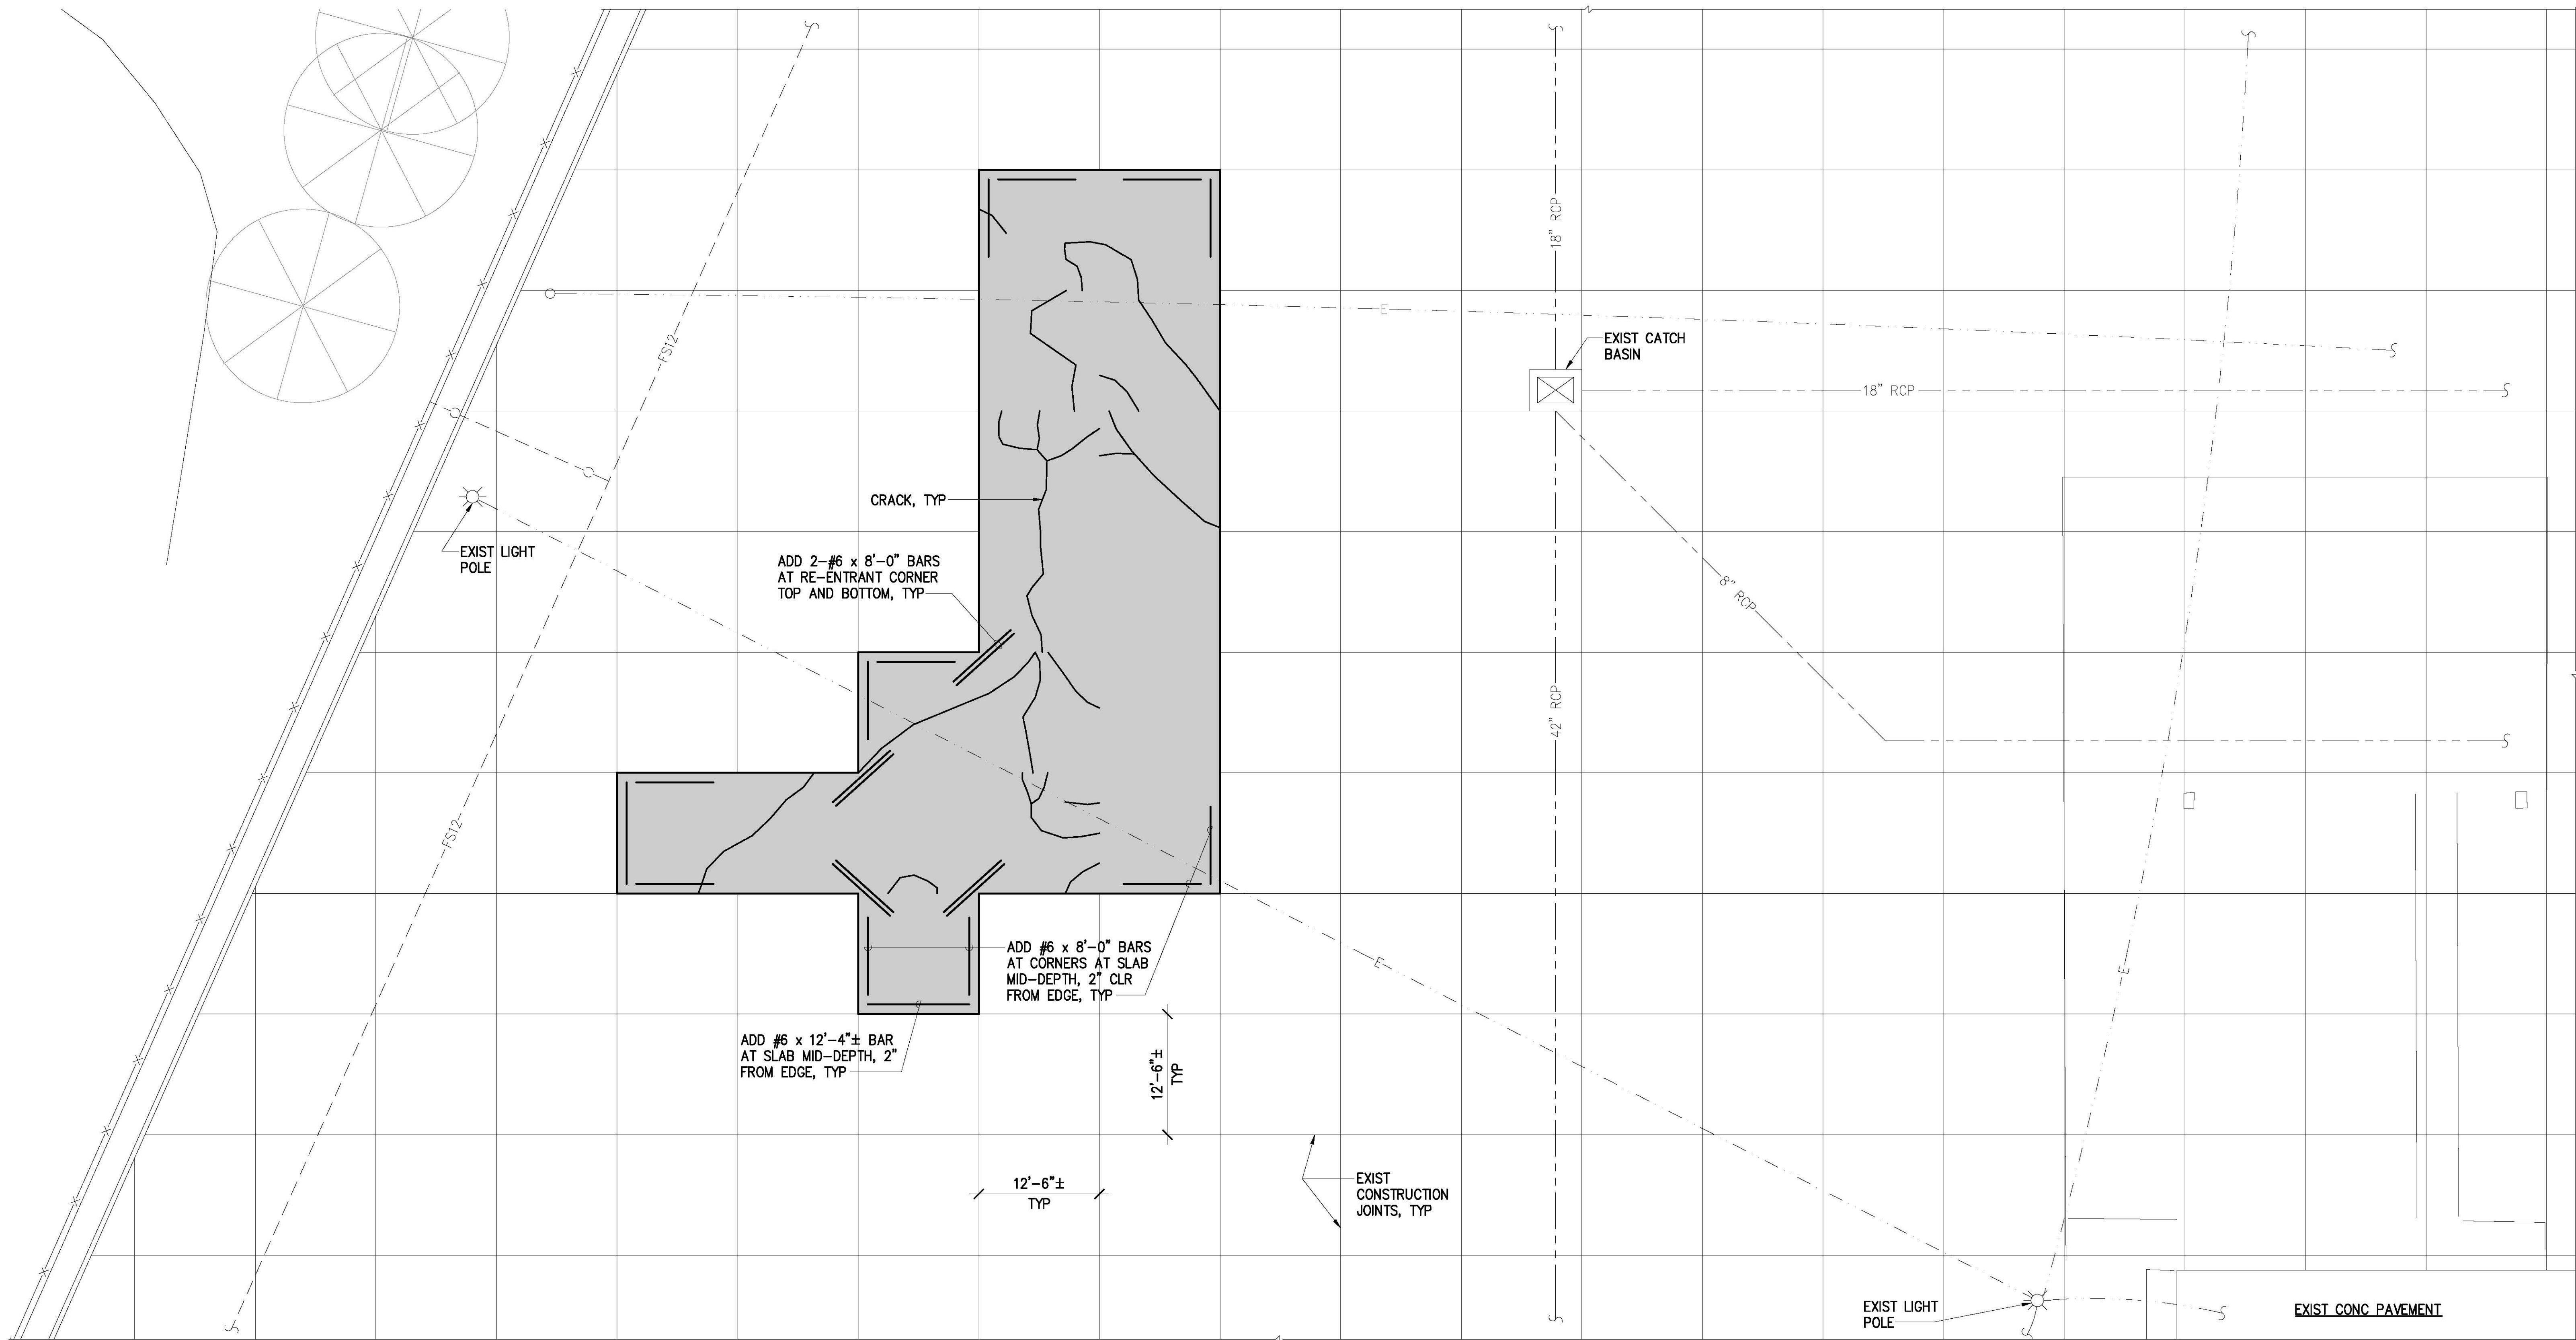 FS12
18" RCP
E
EXIST CATCH
BASIN
18" RCP
CRACK, TYP
EXIST LIGHT
POLE
ADD 2-#6 x 8'-0" BARS
AT RE-ENTRANT CORNER
TOP AND BOTTOM, TYP
8" RCP
42" RCP
FS12
ADD #6 x 8'-0" BARS
AT CORNERS AT SLAB
MID-DEPTH, 2" CLR
FROM EDGE, TYP
E
E
ADD #6 x 12'-4"± BAR
AT SLAB MID-DEPTH, 2"
FROM EDGE, TYP
12'-6"±
TYP
12'-6"±
TYP
EXIST
CONSTRUCTION
JOINTS, TYP
EXIST LIGHT
POLE
EXIST CONC PAVEMENT